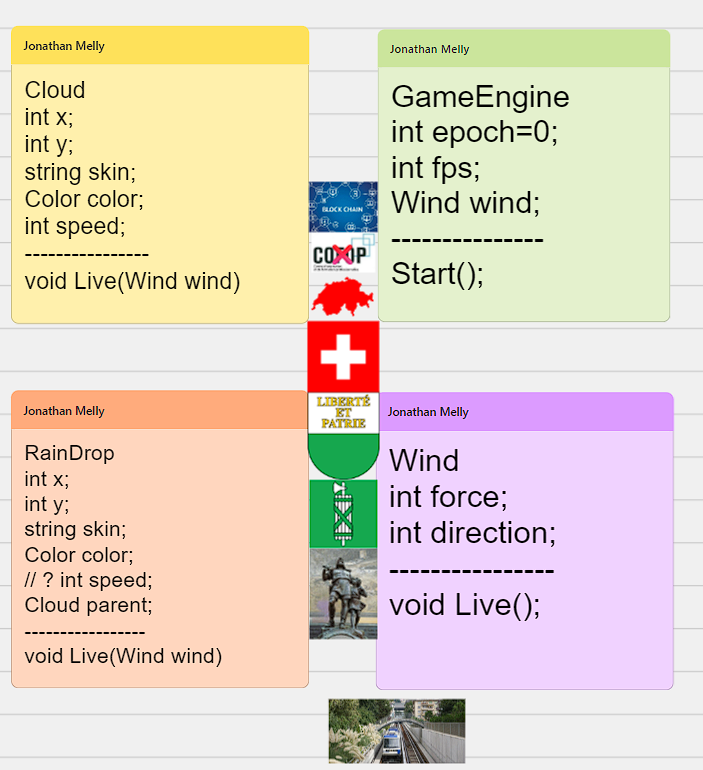 Jonathan Melly
Cloud
int x;
int y;
string skin;
Color color;
int speed;
----------------
void Live(Wind wind)
Jonathan Melly
GameEngine
int epoch=0;
int fps;
Wind wind;
---------------
Start();
BLOCK CHAIN
LIBERTÉ
ET
PATRIE
Jonathan Melly
RainDrop
int x;
int y;
string skin;
Color color;
// ? int speed;
Cloud parent;
-----------------
void Live(Wind wind)
Jonathan Melly
Wind
int force;
int direction;
----------------
void Live();